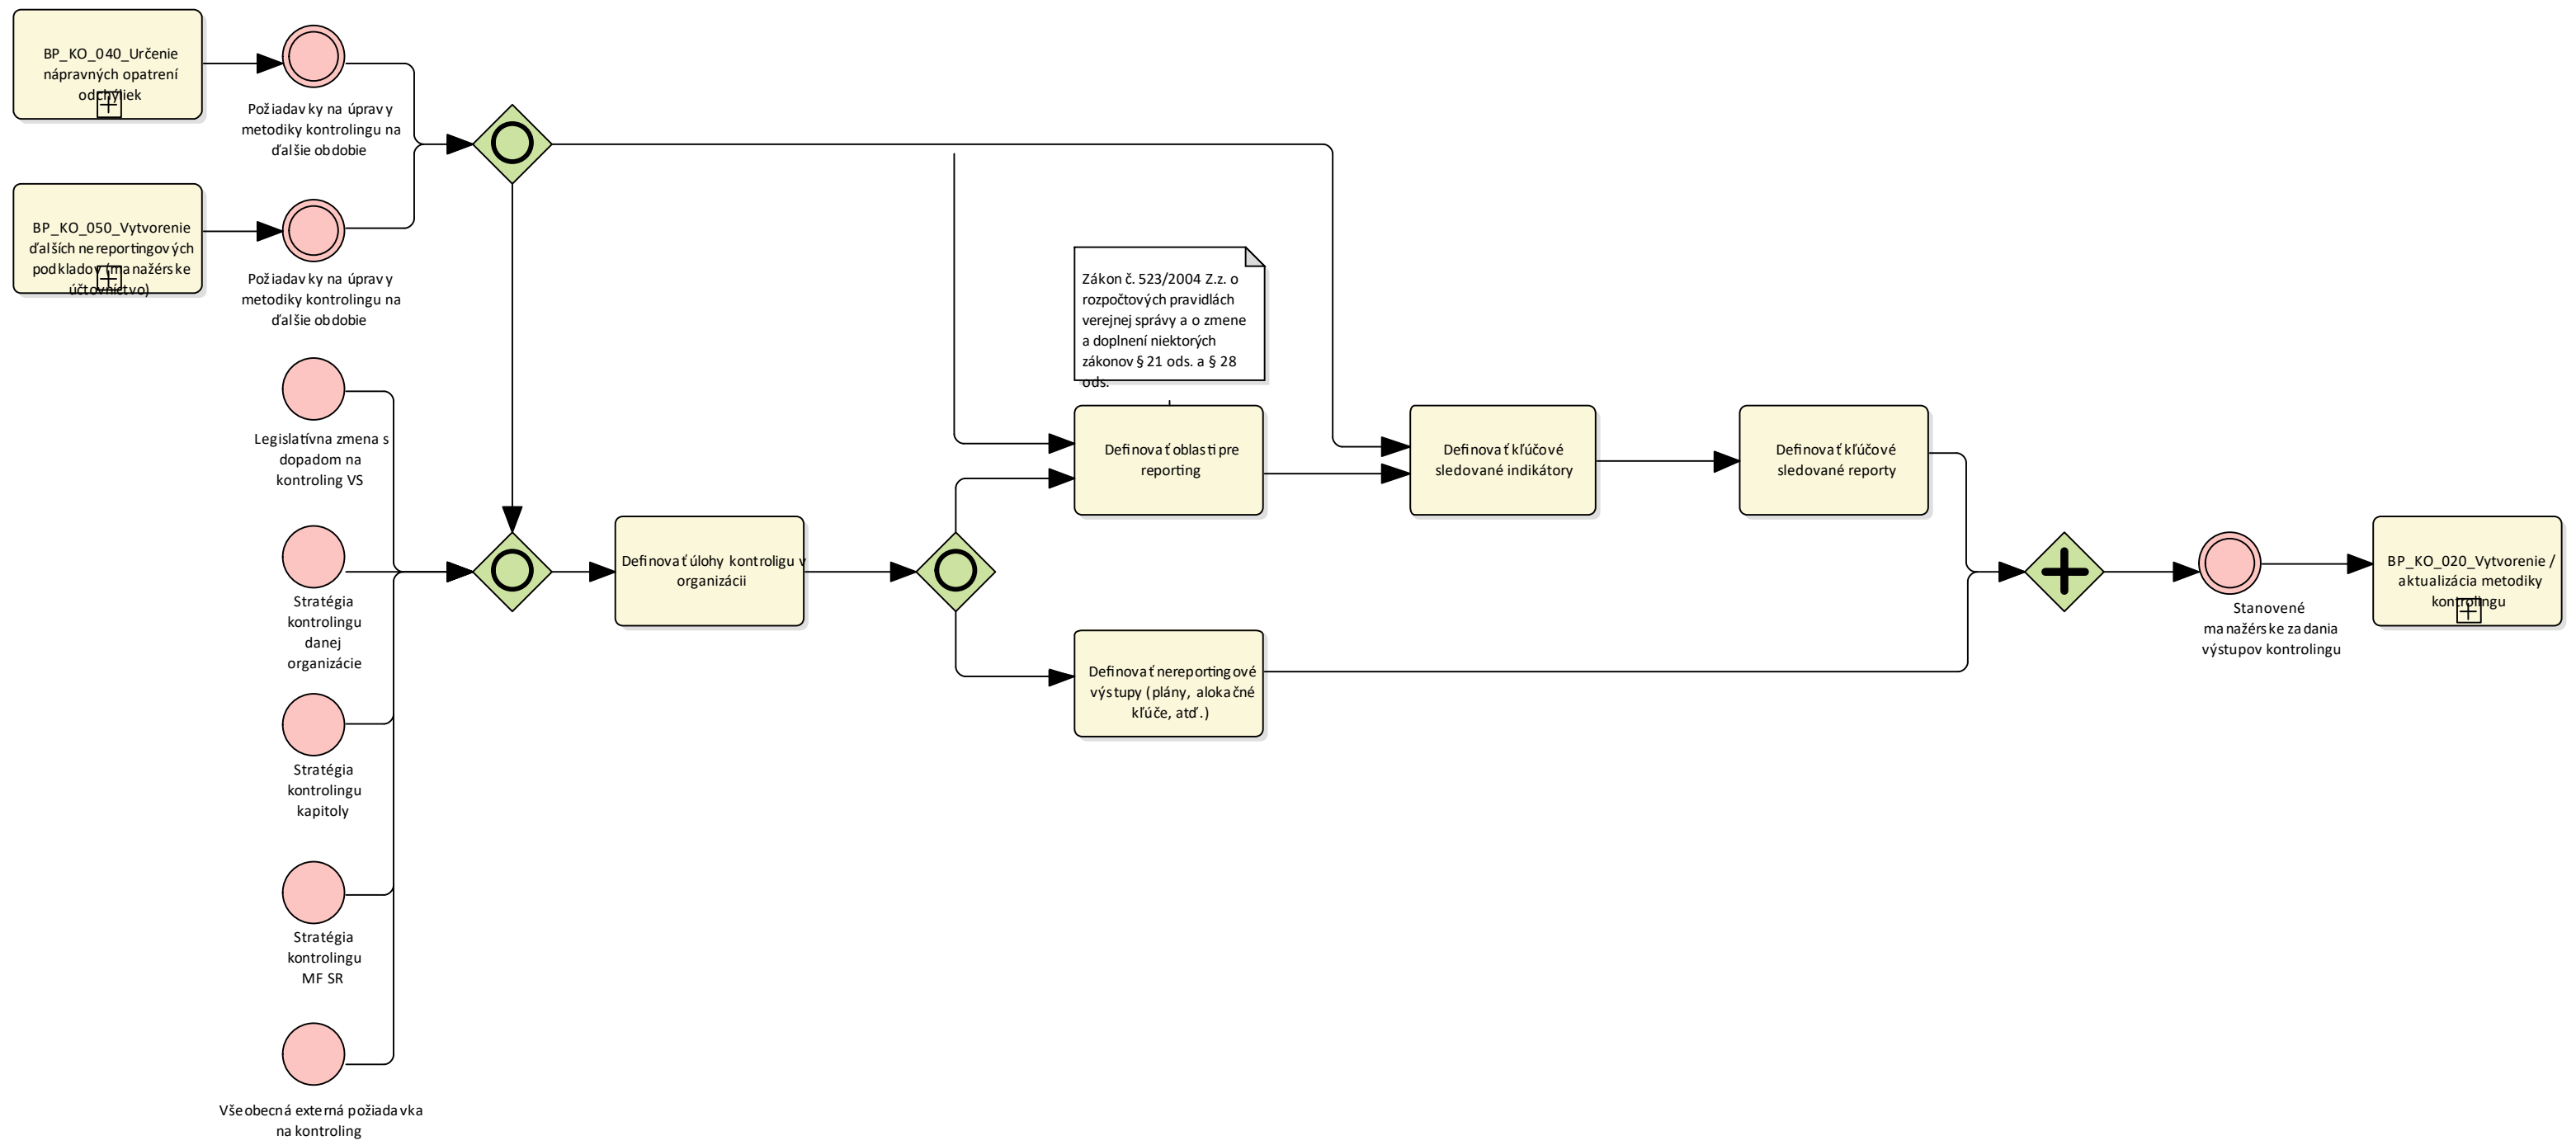 BP_KO_040_Určenie
nápravných opatrení
odchýliek
Požiadavky na úpravy
metodiky kontrolingu na
ďalšie obdobie
BP_KO_050_Vytvorenie
ďalších nereportingových
podkladov (manažérske
účtovníctvo)
Požiadavky na úpravy
metodiky kontrolingu na
ďalšie obdobie
Legislatívna zmena s
dopadom na
kontroling VS
Stratégia
kontrolingu
danej
organizácie
Stratégia
kontrolingu
kapitoly
Stratégia
kontrolingu
MF SR
Všeobecná externá požiadavka
na kontroling
Definovať úlohy kontroligu v
organizácii
Zákon č. 523/2004 Z.z. o
rozpočtových pravidlách
verejnej správy a o zmene
a doplnení niektorých
zákonov § 21 ods. a § 28
ods.
Definovať oblasti pre
reporting
Definovať nereportingové
výstupy (plány, alokačné
kľúče, atď.)
Definovať kľúčové
sledované indikátory
Definovať kľúčové
sledované reporty
Stanovené
manažérske zadania
výstupov kontrolingu
BP_KO_020_Vytvorenie /
aktualizácia metodiky
kontrolingu